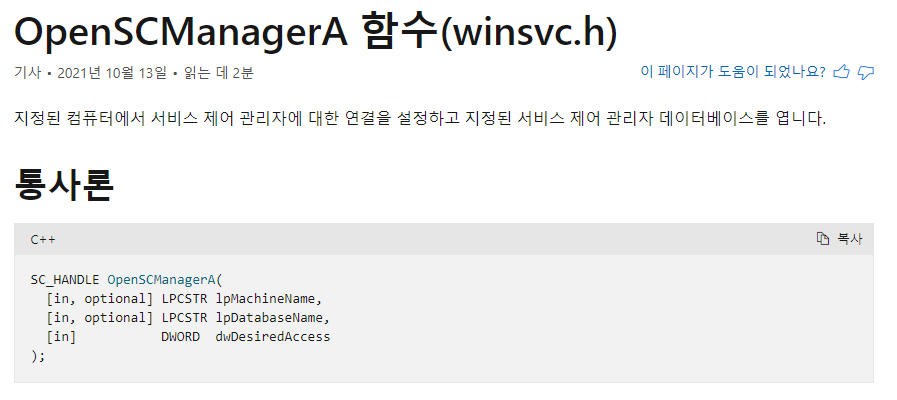 OpenSCManagerA 함수(winsvc.h)
기사 • 2021년 10월 13일 • 읽는 데 2분
이 페이지가 도움이 되었나요?
지정된 컴퓨터에서 서비스 제어 관리자에 대한 연결을 설정하고 지정된 서비스 제어 관리자 데이터베이스를 엽니다.
통사론
C++
복사
SC_HANDLE OpenSCManagerA(
  [in, optional] LPCSTR lpMachineName,
  [in, optional] LPCSTR lpDatabaseName,
  [in]           DWORD  dwDesiredAccess
);